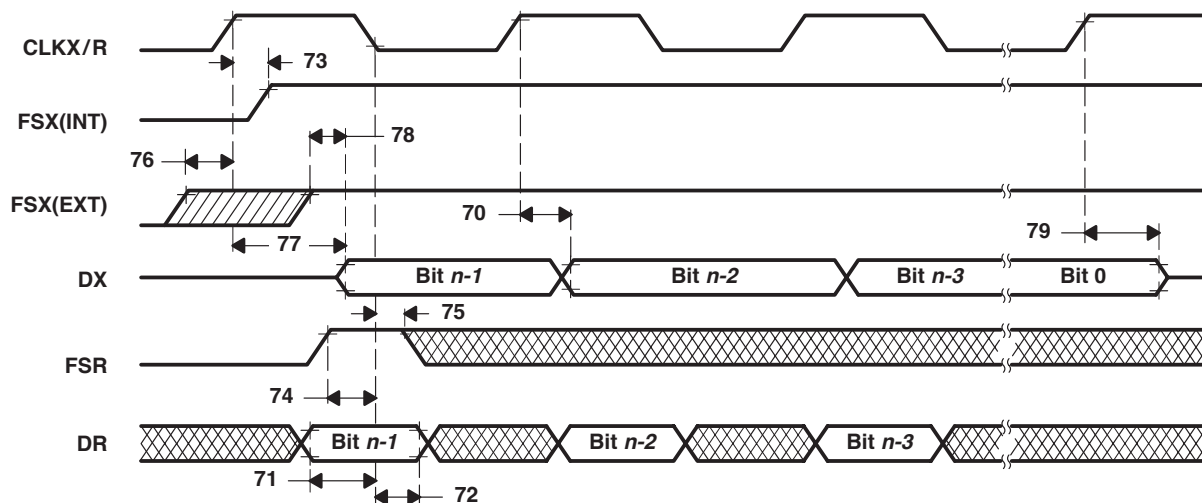 CLKX/R
73
FSX(INT)
78
76
FSX(EXT)
70
77
79
DX
Bit n-1
Bit n-2
Bit n-3
Bit 0
75
FSR
74
DR
Bit n-1
Bit n-2
Bit n-3
71
72